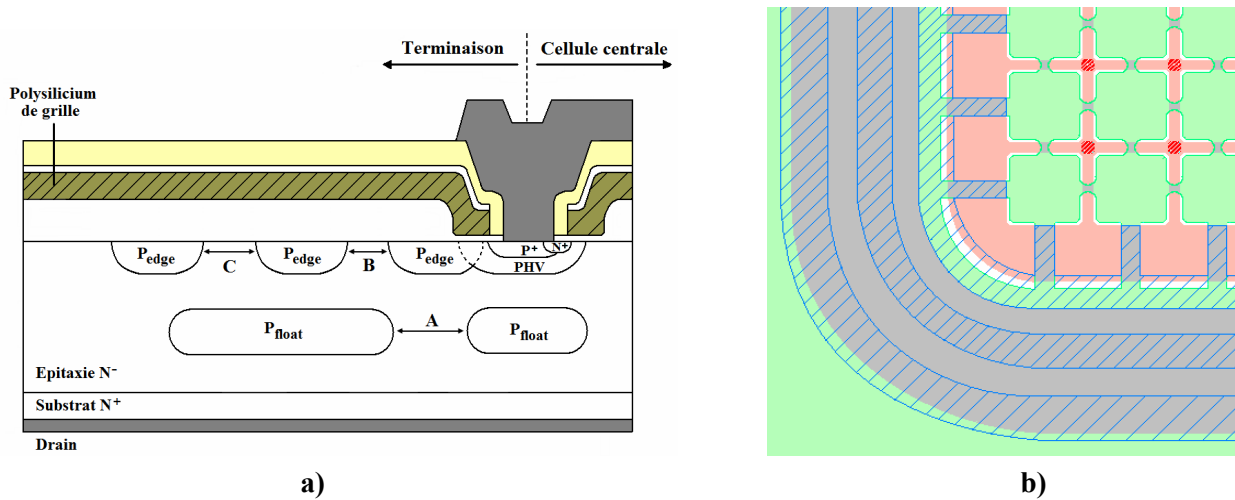 Terminaison
Cellule centrale
Polysilicium
de grille
Pedge
C
Pedge
B
Pedge
P+
N+
PHV
Pfloat
A
Pfloat
Epitaxie N-
Substrat N+
Drain
a)
b)